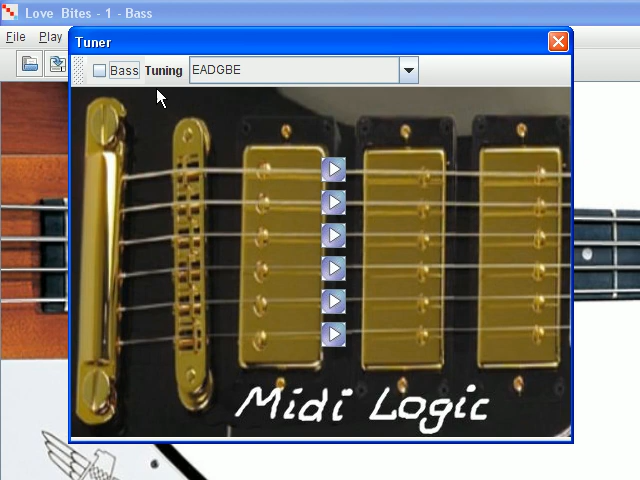 Love Bites - 1 - Bass
File Play
Tuner
Bass Tuning EADGBE
Midi Logic